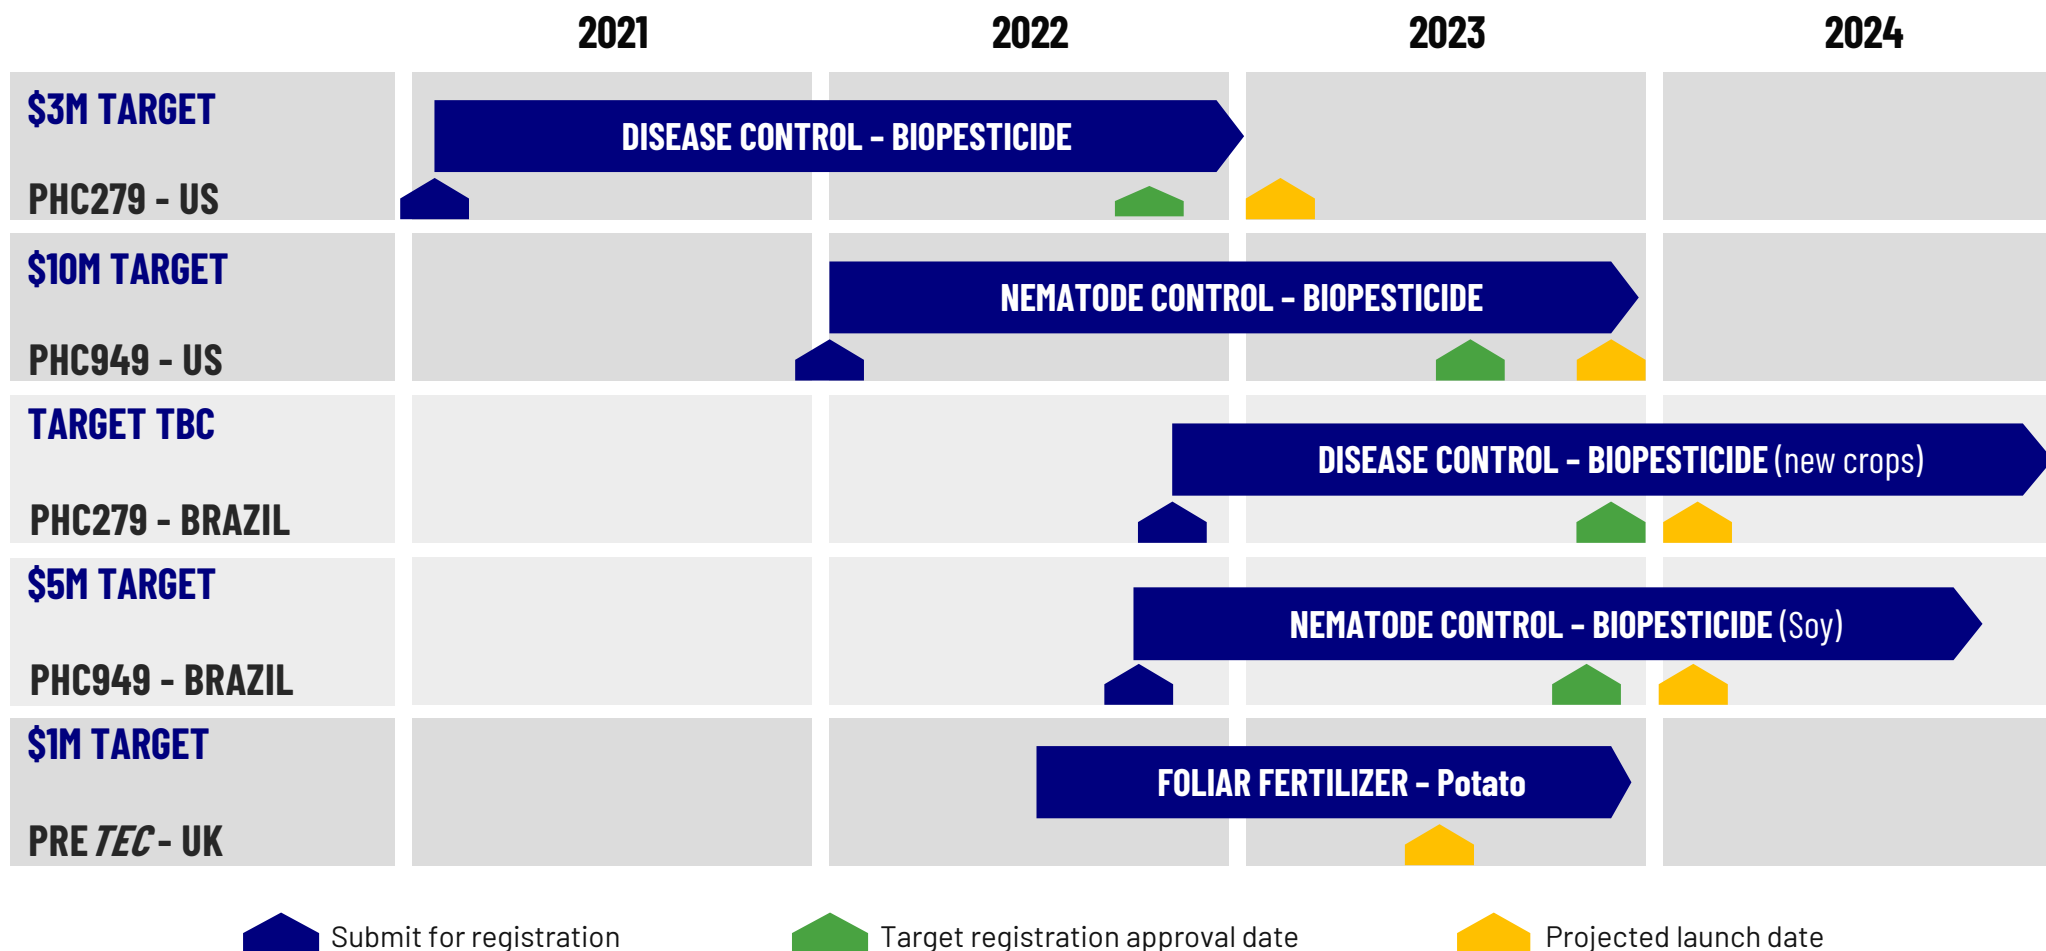 2021 2022 2023 2024
$3M TARGET
DISEASE CONTROL – BIOPESTICIDE
PHC279 – US
$10M TARGET
NEMATODE CONTROL – BIOPESTICIDE
PHC949 – US
TARGET TBC
DISEASE CONTROL – BIOPESTICIDE (new crops)
PHC279 – BRAZIL
$5M TARGET
NEMATODE CONTROL – BIOPESTICIDE (Soy)
PHC949 – BRAZIL
$1M TARGET
FOLIAR FERTILIZER – Potato
PRETEC – UK
Submit for registration Target registration approval date Projected launch date